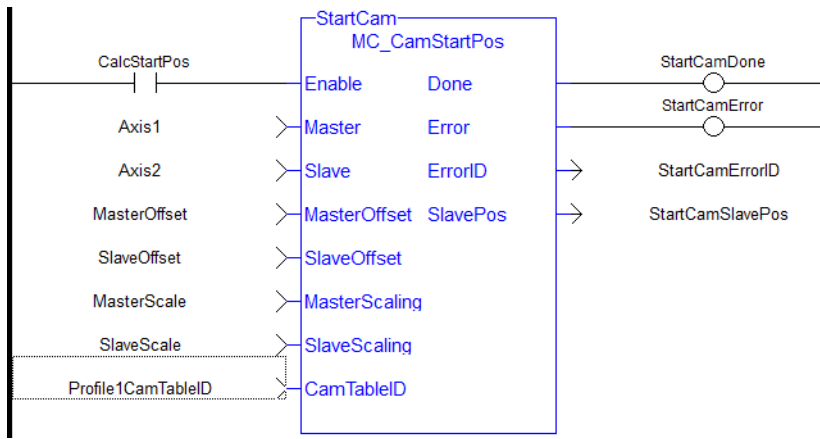 StartCam
MC_CamStartPos
CalcStartPos Enable Done StartCamDone
Axis1 Master Error StartCamError
Axis2 Slave ErrorID StartCamErrorID
MasterOffset MasterOffset SlavePos StartCamSlavePos
SlaveOffset SlaveOffset
MasterScale MasterScaling
SlaveScale SlaveScaling
Profile1CamTableID CamTableID